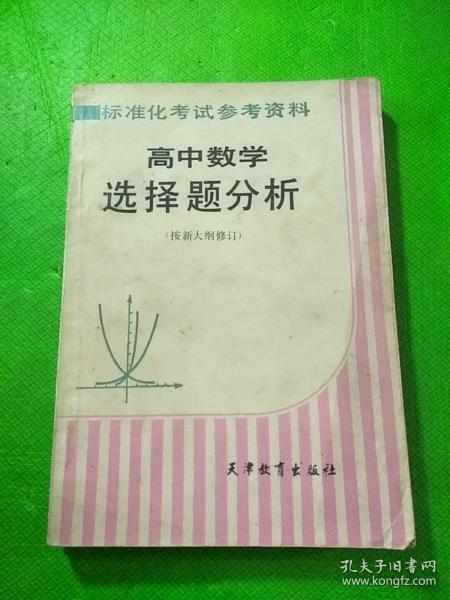 标准化考试参考资料
高中数学
选择题分析
(按新大纲修订)
天津教育出版社
孔夫子旧书网
www.kongfz.com